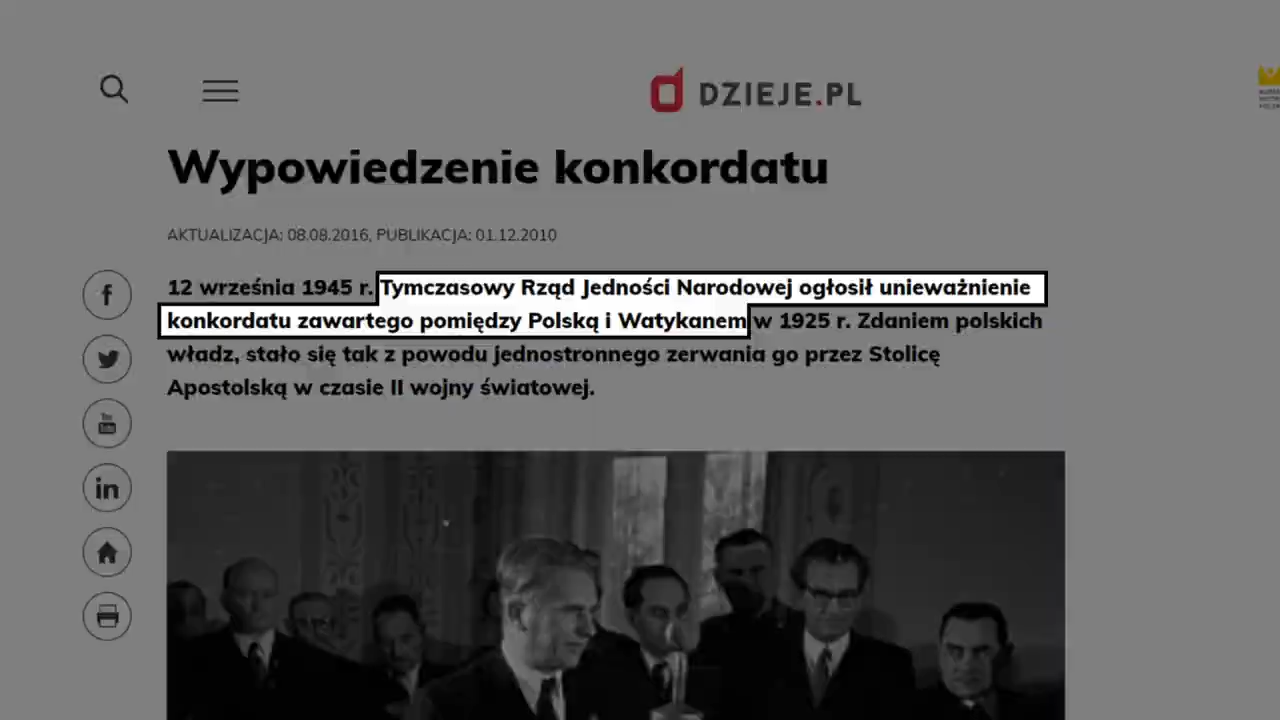 DZIEJE.PL
Wypowiedzenie konkordatu
AKTUALIZACJA: 08.08.2016, PUBLIKACJA: 01.12.2010
12 września 1945 r. Tymczasowy Rząd Jedności Narodowej ogłosił unieważnienie
konkordatu zawartego pomiędzy Polską i Watykanem w 1925 r. Zdaniem polskich
władz, stało się tak z powodu jednostronnego zerwania go przez Stolicę
Apostolską w czasie II wojny światowej.
f
You
in